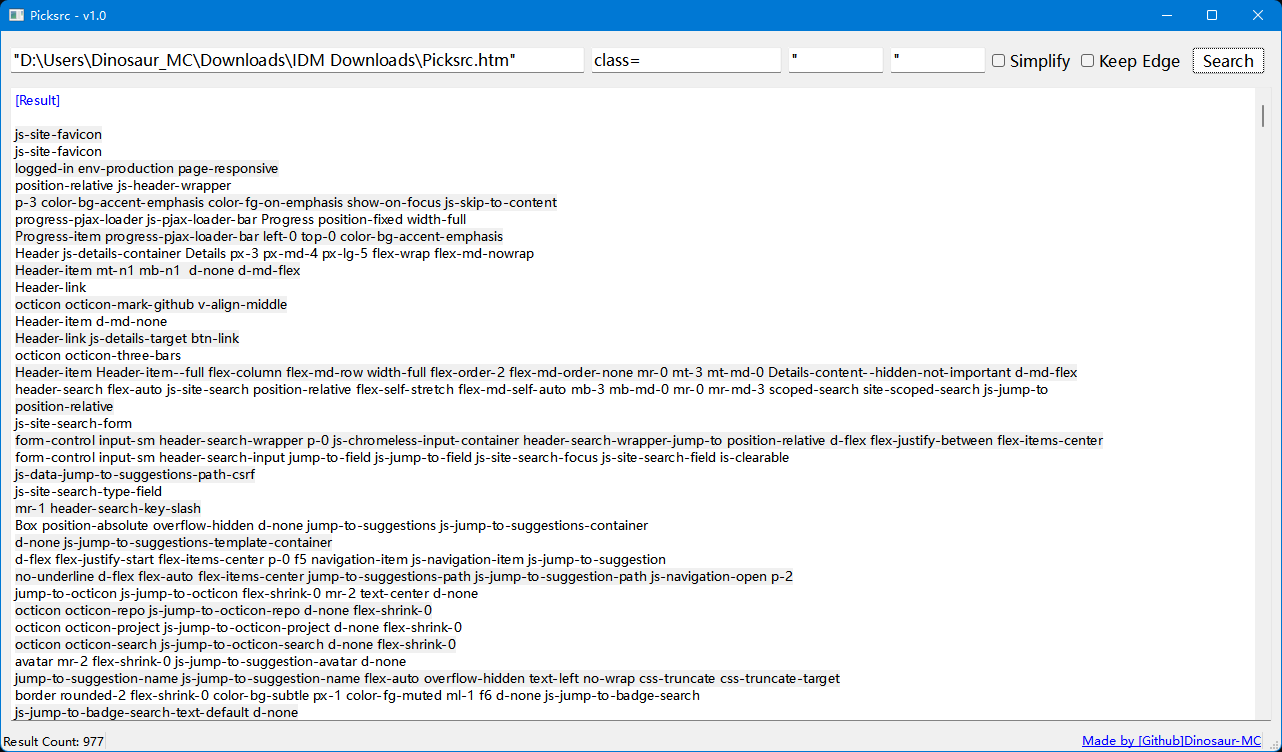 Picksrc - v1.0
"D:\Users\Dinosaur_MC\Downloads\IDM Downloads\Picksrc.htm" class= " " Simplify Keep Edge Search
[Result]
js-site-favicon
js-site-favicon
logged-in env-production page-responsive
position-relative js-header-wrapper
p-3 color-bg-accent-emphasis color-fg-on-emphasis show-on-focus js-skip-to-content
progress-pjax-loader js-pjax-loader-bar Progress position-fixed width-full
Progress-item progress-pjax-loader-bar left-0 top-0 color-bg-accent-emphasis
Header js-details-container Details px-3 px-md-4 px-lg-5 flex-wrap flex-md-nowrap
Header-item mt-n1 mb-n1  d-none d-md-flex
Header-link
octicon octicon-mark-github v-align-middle
Header-item d-md-none
Header-link js-details-target btn-link
octicon octicon-three-bars
Header-item Header-item--full flex-column flex-md-row width-full flex-order-2 flex-md-order-none mr-0 mt-3 mt-md-0 Details-content--hidden-not-important d-md-flex
header-search flex-auto js-site-search position-relative flex-self-stretch flex-md-self-auto mb-3 mb-md-0 mr-0 mr-md-3 scoped-search site-scoped-search js-jump-to
position-relative
js-site-search-form
form-control input-sm header-search-wrapper p-0 js-chromeless-input-container header-search-wrapper-jump-to position-relative d-flex flex-justify-between flex-items-center
form-control input-sm header-search-input jump-to-field js-jump-to-field js-site-search-focus js-site-search-field is-clearable
js-data-jump-to-suggestions-path-csrf
js-site-search-type-field
mr-1 header-search-key-slash
Box position-absolute overflow-hidden d-none jump-to-suggestions js-jump-to-suggestions-container
d-none js-jump-to-suggestions-template-container
d-flex flex-justify-start flex-items-center p-0 f5 navigation-item js-navigation-item js-jump-to-suggestion
no-underline d-flex flex-auto flex-items-center jump-to-suggestions-path js-jump-to-suggestion-path js-navigation-open p-2
jump-to-octicon js-jump-to-octicon flex-shrink-0 mr-2 text-center d-none
octicon octicon-repo js-jump-to-octicon-repo d-none flex-shrink-0
octicon octicon-project js-jump-to-octicon-project d-none flex-shrink-0
octicon octicon-search js-jump-to-octicon-search d-none flex-shrink-0
avatar mr-2 flex-shrink-0 js-jump-to-suggestion-avatar d-none
jump-to-suggestion-name js-jump-to-suggestion-name flex-auto overflow-hidden text-left no-wrap css-truncate css-truncate-target
border rounded-2 flex-shrink-0 color-bg-subtle px-1 color-fg-muted ml-1 f6 d-none js-jump-to-badge-search
js-jump-to-badge-search-text-default d-none
Result Count: 977 Made by [Github]Dinosaur-MC